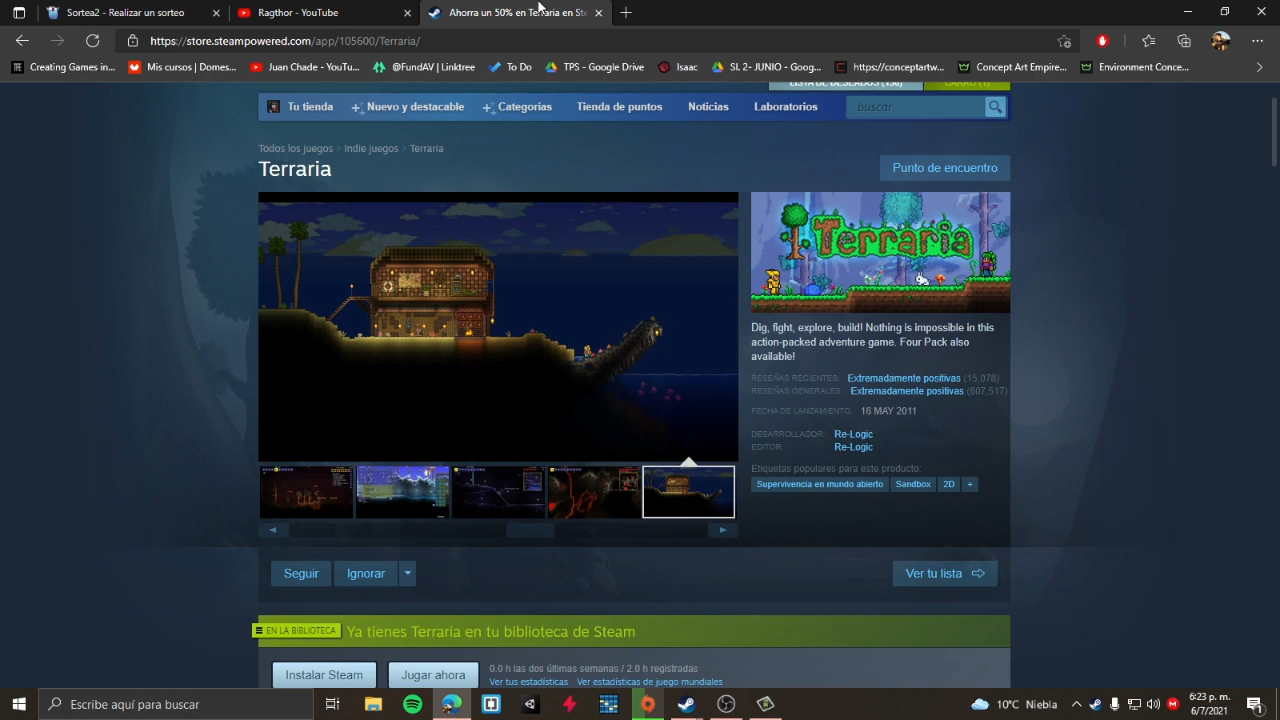 Sortea2 - Realizar un sorteo
Ragthor - YouTube
Ahorra un 50% en Terraria en Ste
https://store.steampowered.com/app/105600/Terraria/
Creating Games in...
Mis cursos | Domes...
Juan Chade - YouTu...
@FundAV | Linktree
To Do
TPS - Google Drive
Isaac
SI. 2- JUNIO - Goog...
https://conceptartw...
Concept Art Empire...
Environment Conce...
LISTA DE DESEADOS (136)
CARRO (1)
Tu tienda
Nuevo y destacable
Categorías
Tienda de puntos
Noticias
Laboratorios
buscar
Todos los juegos > Indie juegos > Terraria
Terraria
Punto de encuentro
Terraria
Dig, fight, explore, build! Nothing is impossible in this
action-packed adventure game. Four Pack also
available!
RESEÑAS RECIENTES: Extremadamente positivas (15,078)
RESEÑAS GENERALES: Extremadamente positivas (607,517)
FECHA DE LANZAMIENTO: 16 MAY 2011
DESARROLLADOR: Re-Logic
EDITOR: Re-Logic
Etiquetas populares para este producto:
Supervivencia en mundo abierto
Sandbox
2D
+
Seguir
Ignorar
Ver tu lista
EN LA BIBLIOTECA
Ya tienes Terraria en tu biblioteca de Steam
Instalar Steam
Jugar ahora
0.0 h las dos últimas semanas / 2.0 h registradas
Ver tus estadísticas
Ver estadísticas de juego mundiales
Escribe aquí para buscar
10°C Niebla
6:23 p. m.
6/7/2021